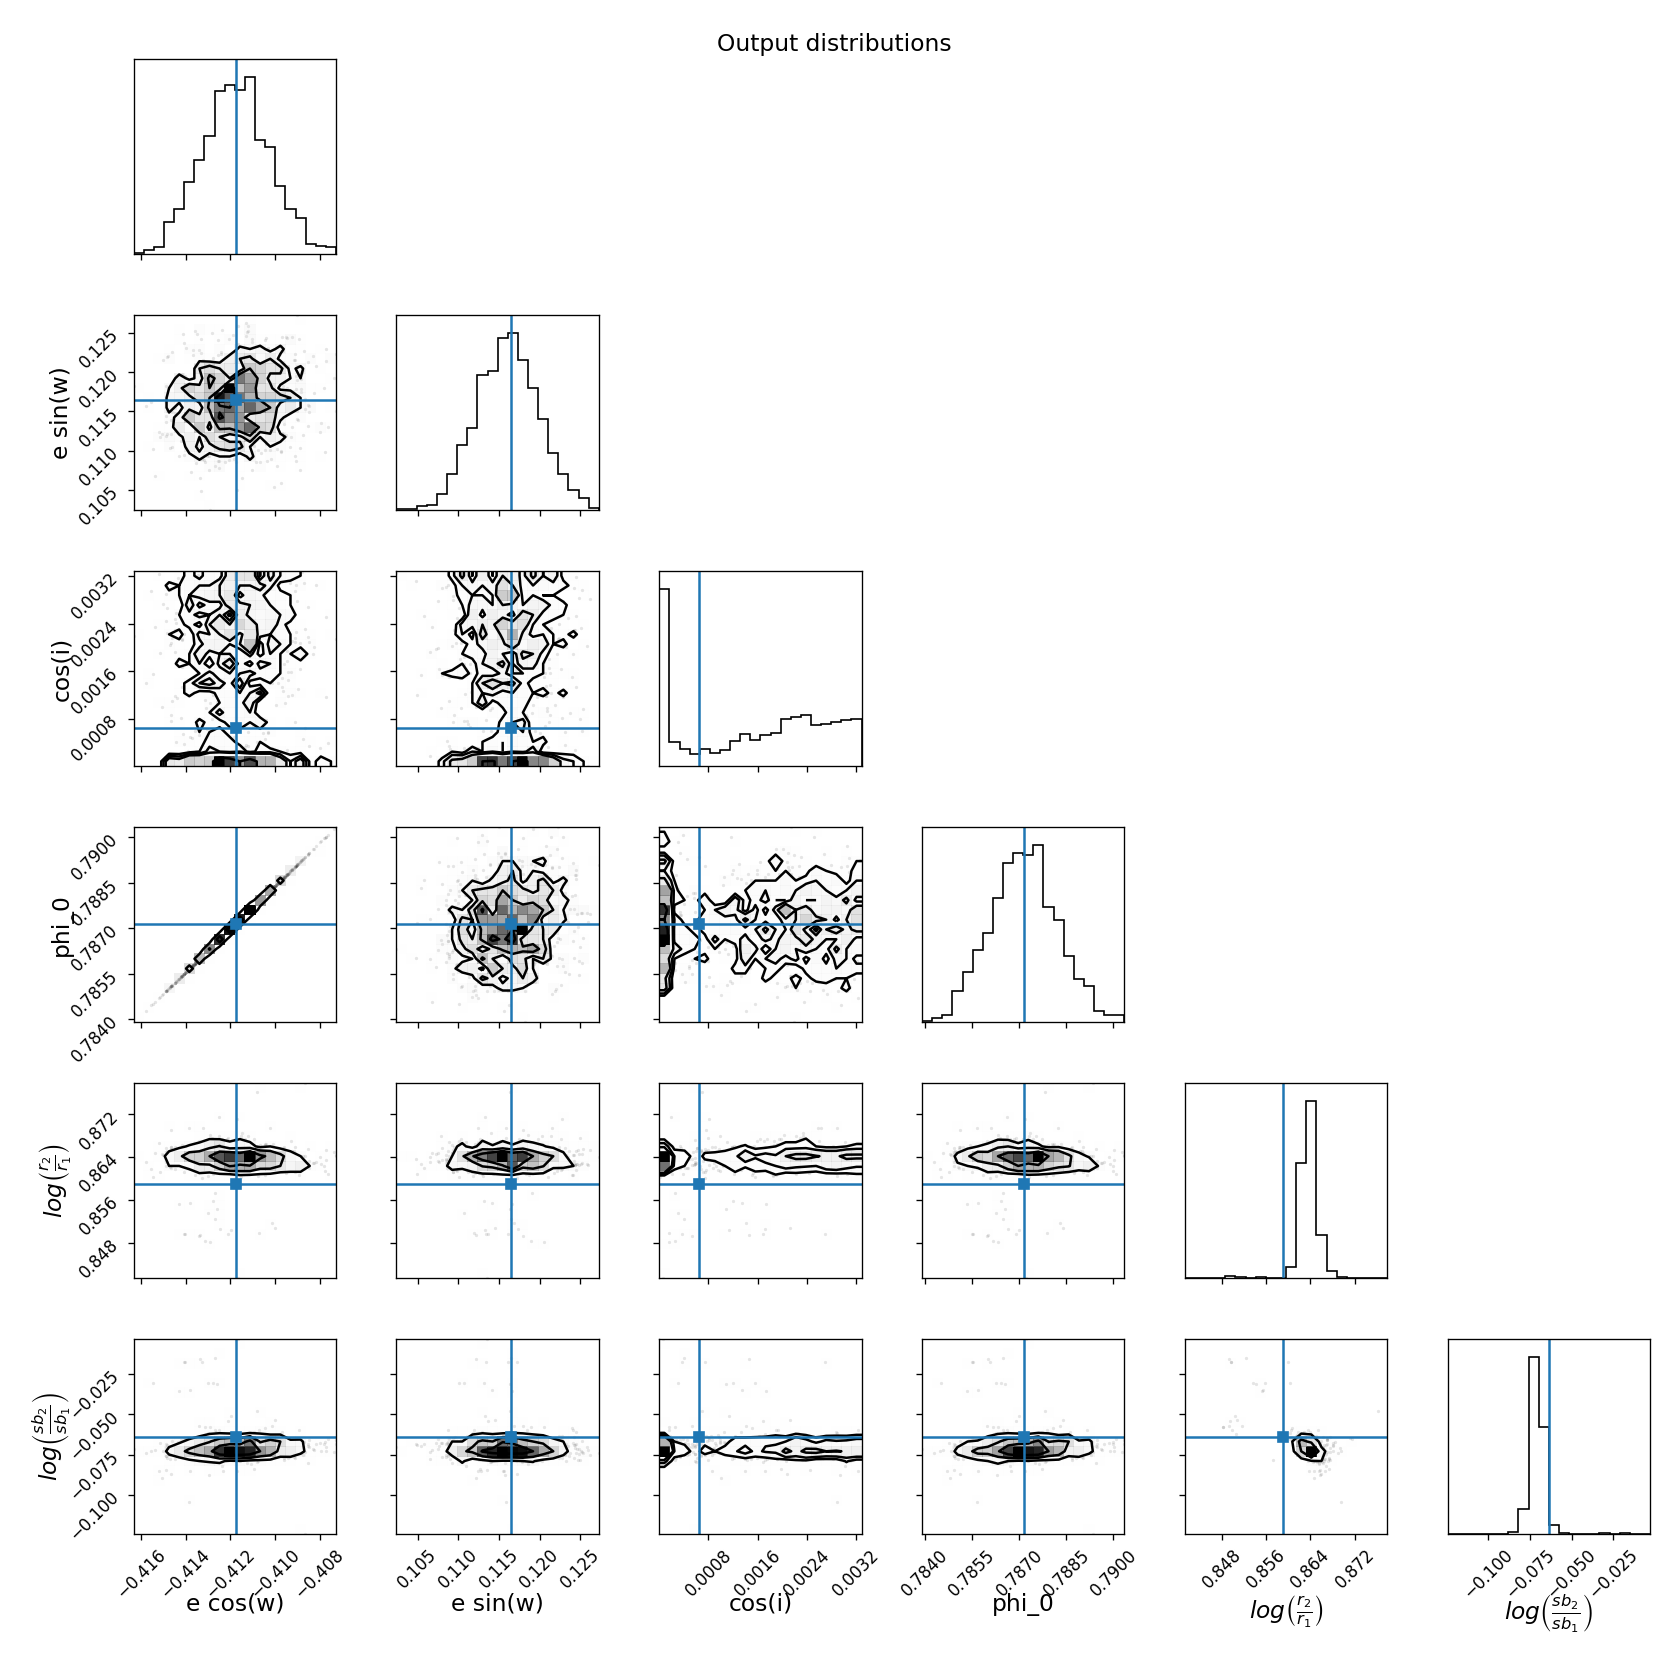 Output distributions
0.125
0.120
0.115
0.110
0.105
e sin(w)
0.0032
0.0024
0.0016
0.0008
cos(i)
0.7900
0.7885
0.7870
0.7855
0.7840
phi_0
0.872
0.864
0.856
0.848
log(r₂/r₁)
−0.025
−0.050
−0.075
−0.100
log(sb₂/sb₁)
−0.416 −0.414 −0.412 −0.410 −0.408
0.105 0.110 0.115 0.120 0.125
0.0008 0.0016 0.0024 0.0032
0.7840 0.7855 0.7870 0.7885 0.7900
0.848 0.856 0.864 0.872
−0.100 −0.075 −0.050 −0.025
e cos(w)
e sin(w)
cos(i)
phi_0
log(r₂/r₁)
log(sb₂/sb₁)